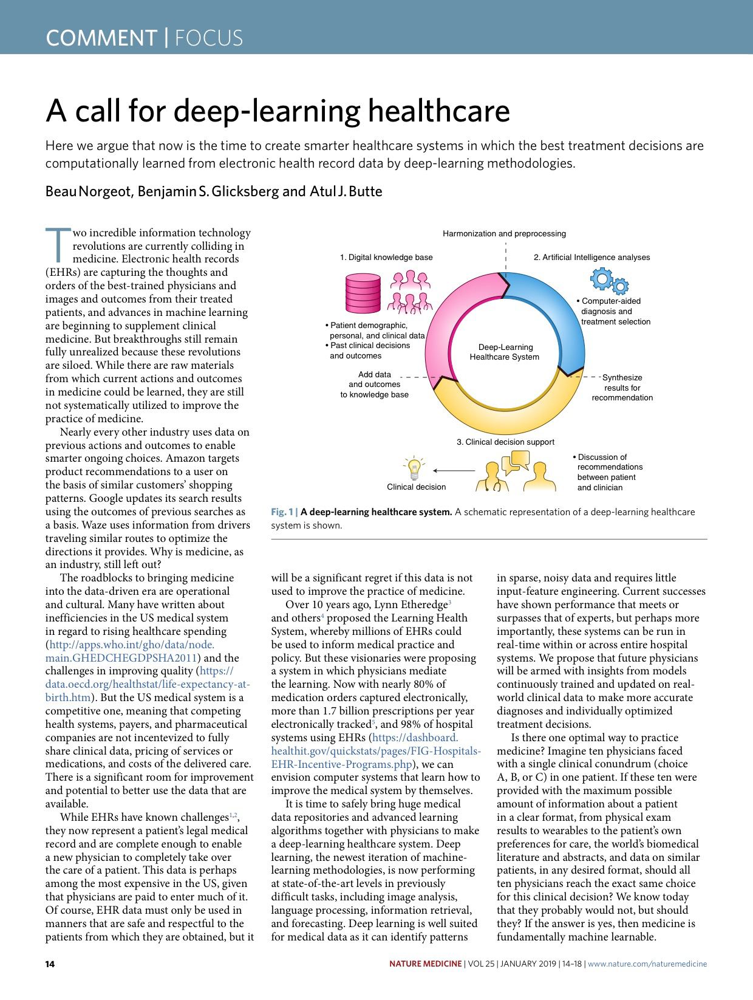 COMMENT | FOCUS
A call for deep-learning healthcare
Here we argue that now is the time to create smarter healthcare systems in which the best treatment decisions are
computationally learned from electronic health record data by deep-learning methodologies.
Beau Norgeot, Benjamin S. Glicksberg and Atul J. Butte
Two incredible information technology
revolutions are currently colliding in
medicine. Electronic health records
(EHRs) are capturing the thoughts and
orders of the best-trained physicians and
images and outcomes from their treated
patients, and advances in machine learning
are beginning to supplement clinical
medicine. But breakthroughs still remain
fully unrealized because these revolutions
are siloed. While there are raw materials
from which current actions and outcomes
in medicine could be learned, they are still
not systematically utilized to improve the
practice of medicine.
Nearly every other industry uses data on
previous actions and outcomes to enable
smarter ongoing choices. Amazon targets
product recommendations to a user on
the basis of similar customers’ shopping
patterns. Google updates its search results
using the outcomes of previous searches as
a basis. Waze uses information from drivers
traveling similar routes to optimize the
directions it provides. Why is medicine, as
an industry, still left out?
The roadblocks to bringing medicine
into the data-driven era are operational
and cultural. Many have written about
inefficiencies in the US medical system
in regard to rising healthcare spending
(http://apps.who.int/gho/data/node.
main.GHEDCHEGDPSHA2011) and the
challenges in improving quality (https://
data.oecd.org/healthstat/life-expectancy-at-
birth.htm). But the US medical system is a
competitive one, meaning that competing
health systems, payers, and pharmaceutical
companies are not incentevized to fully
share clinical data, pricing of services or
medications, and costs of the delivered care.
There is a significant room for improvement
and potential to better use the data that are
available.
While EHRs have known challenges1,2,
they now represent a patient’s legal medical
record and are complete enough to enable
a new physician to completely take over
the care of a patient. This data is perhaps
among the most expensive in the US, given
that physicians are paid to enter much of it.
Of course, EHR data must only be used in
manners that are safe and respectful to the
patients from which they are obtained, but it
Harmonization and preprocessing
1. Digital knowledge base
2. Artificial Intelligence analyses
• Computer-aided
diagnosis and
treatment selection
• Patient demographic,
personal, and clinical data
• Past clinical decisions
and outcomes
Deep-Learning
Healthcare System
Add data
and outcomes
to knowledge base
Synthesize
results for
recommendation
3. Clinical decision support
• Discussion of
recommendations
between patient
and clinician
Clinical decision
Fig. 1 | A deep-learning healthcare system. A schematic representation of a deep-learning healthcare
system is shown.
will be a significant regret if this data is not
used to improve the practice of medicine.
Over 10 years ago, Lynn Etheredge3
and others4 proposed the Learning Health
System, whereby millions of EHRs could
be used to inform medical practice and
policy. But these visionaries were proposing
a system in which physicians mediate
the learning. Now with nearly 80% of
medication orders captured electronically,
more than 1.7 billion prescriptions per year
electronically tracked5, and 98% of hospital
systems using EHRs (https://dashboard.
healthit.gov/quickstats/pages/FIG-Hospitals-
EHR-Incentive-Programs.php), we can
envision computer systems that learn how to
improve the medical system by themselves.
It is time to safely bring huge medical
data repositories and advanced learning
algorithms together with physicians to make
a deep-learning healthcare system. Deep
learning, the newest iteration of machine-
learning methodologies, is now performing
at state-of-the-art levels in previously
difficult tasks, including image analysis,
language processing, information retrieval,
and forecasting. Deep learning is well suited
for medical data as it can identify patterns
in sparse, noisy data and requires little
input-feature engineering. Current successes
have shown performance that meets or
surpasses that of experts, but perhaps more
importantly, these systems can be run in
real-time within or across entire hospital
systems. We propose that future physicians
will be armed with insights from models
continuously trained and updated on real-
world clinical data to make more accurate
diagnoses and individually optimized
treatment decisions.
Is there one optimal way to practice
medicine? Imagine ten physicians faced
with a single clinical conundrum (choice
A, B, or C) in one patient. If these ten were
provided with the maximum possible
amount of information about a patient
in a clear format, from physical exam
results to wearables to the patient’s own
preferences for care, the world’s biomedical
literature and abstracts, and data on similar
patients, in any desired format, should all
ten physicians reach the exact same choice
for this clinical decision? We know today
that they probably would not, but should
they? If the answer is yes, then medicine is
fundamentally machine learnable.
14
NATURE MEDICINE | VOL 25 | JANUARY 2019 | 14–18 | www.nature.com/naturemedicine